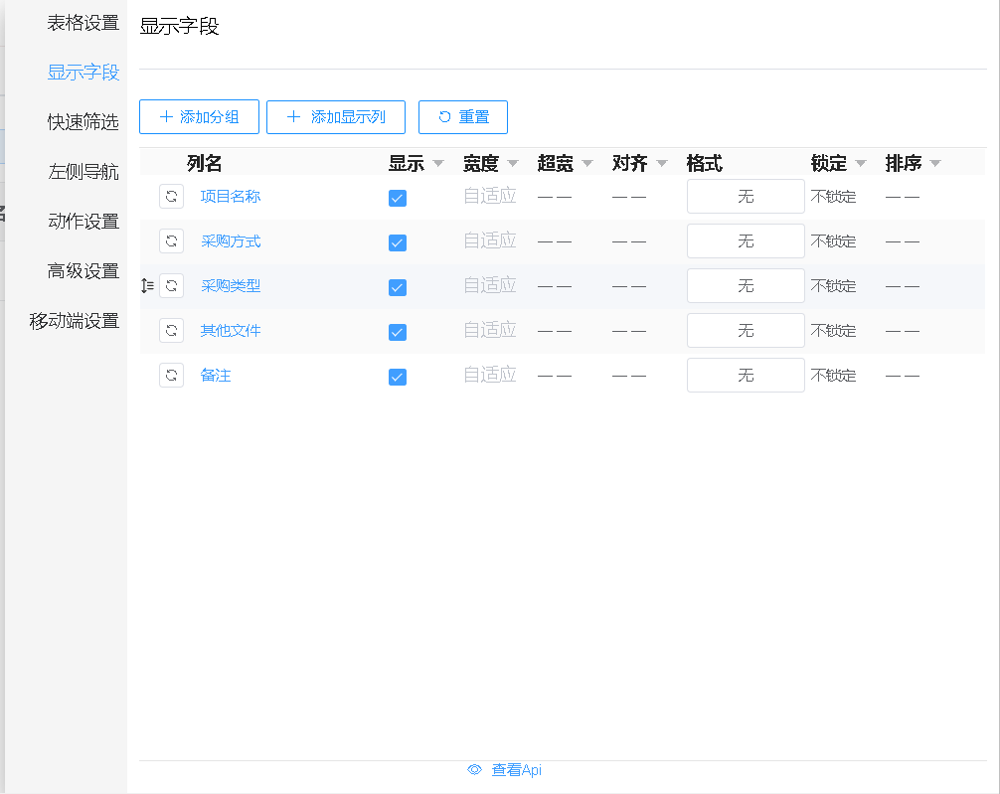 表格设置
显示字段
快速筛选
左侧导航
动作设置
高级设置
移动端设置
显示字段
添加分组 添加显示列 重置
列名 显示 宽度 超宽 对齐 格式 锁定 排序
项目名称 自适应 —— —— 无 不锁定 ——
采购方式 自适应 —— —— 无 不锁定 ——
采购类型 自适应 —— —— 无 不锁定 ——
其他文件 自适应 —— —— 无 不锁定 ——
备注 自适应 —— —— 无 不锁定 ——
查看Api